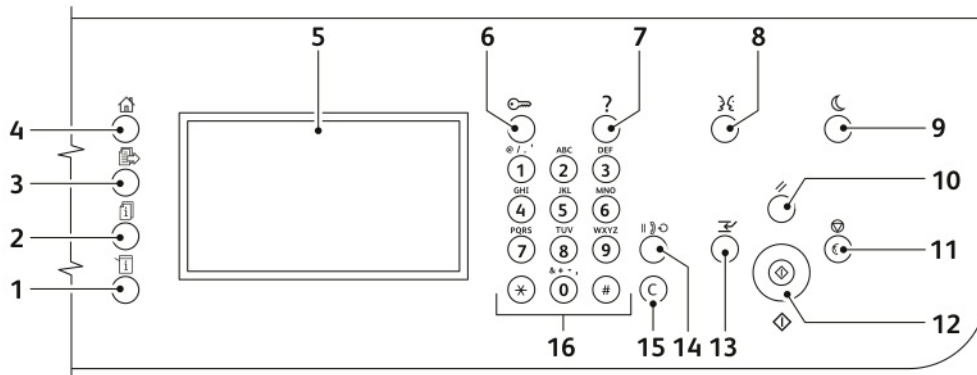 5
6
7
8
4
?
9
@ / . '
ABC
DEF
3
1
2
3
10
GHI
JKL
MNO
4
5
6
2
PQRS
TUV
WXYZ
11
7
8
9
1
& + - ,
*
0
#
C
12
16
15
14
13